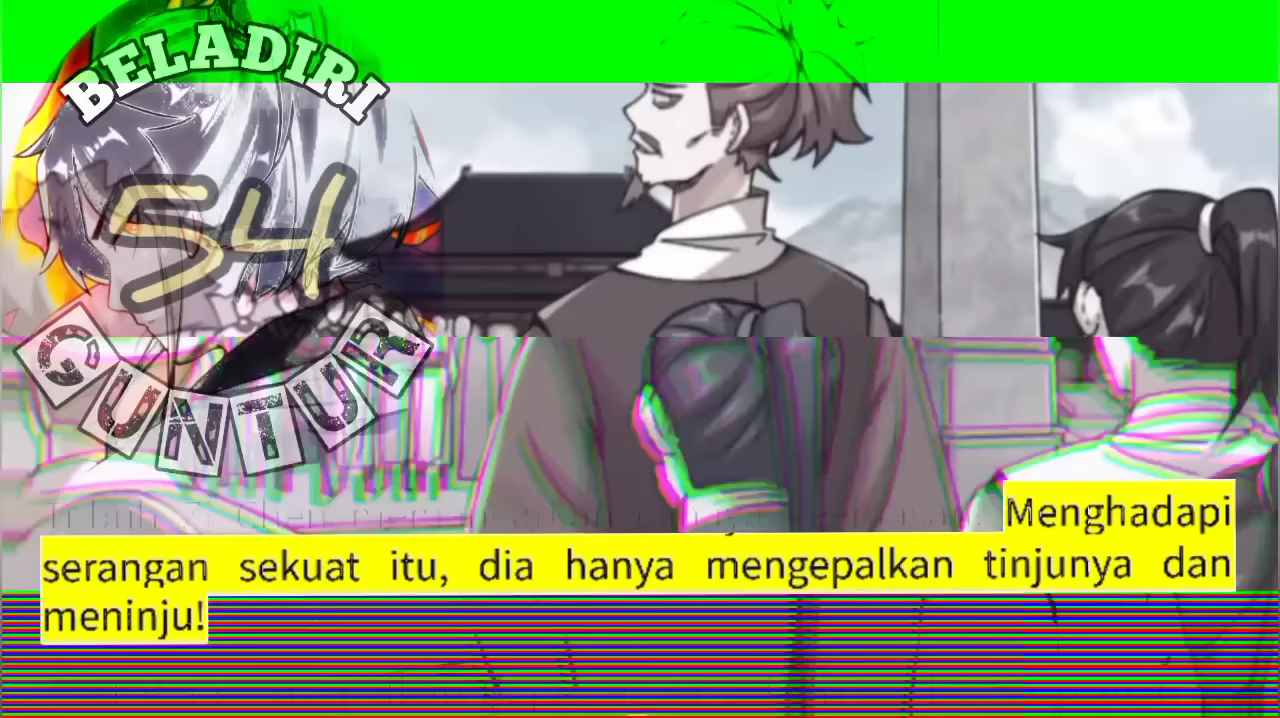 BELADIRI
54
GUNTUR
Menghadapi
serangan sekuat itu, dia hanya mengepalkan tinjunya dan
meninju!